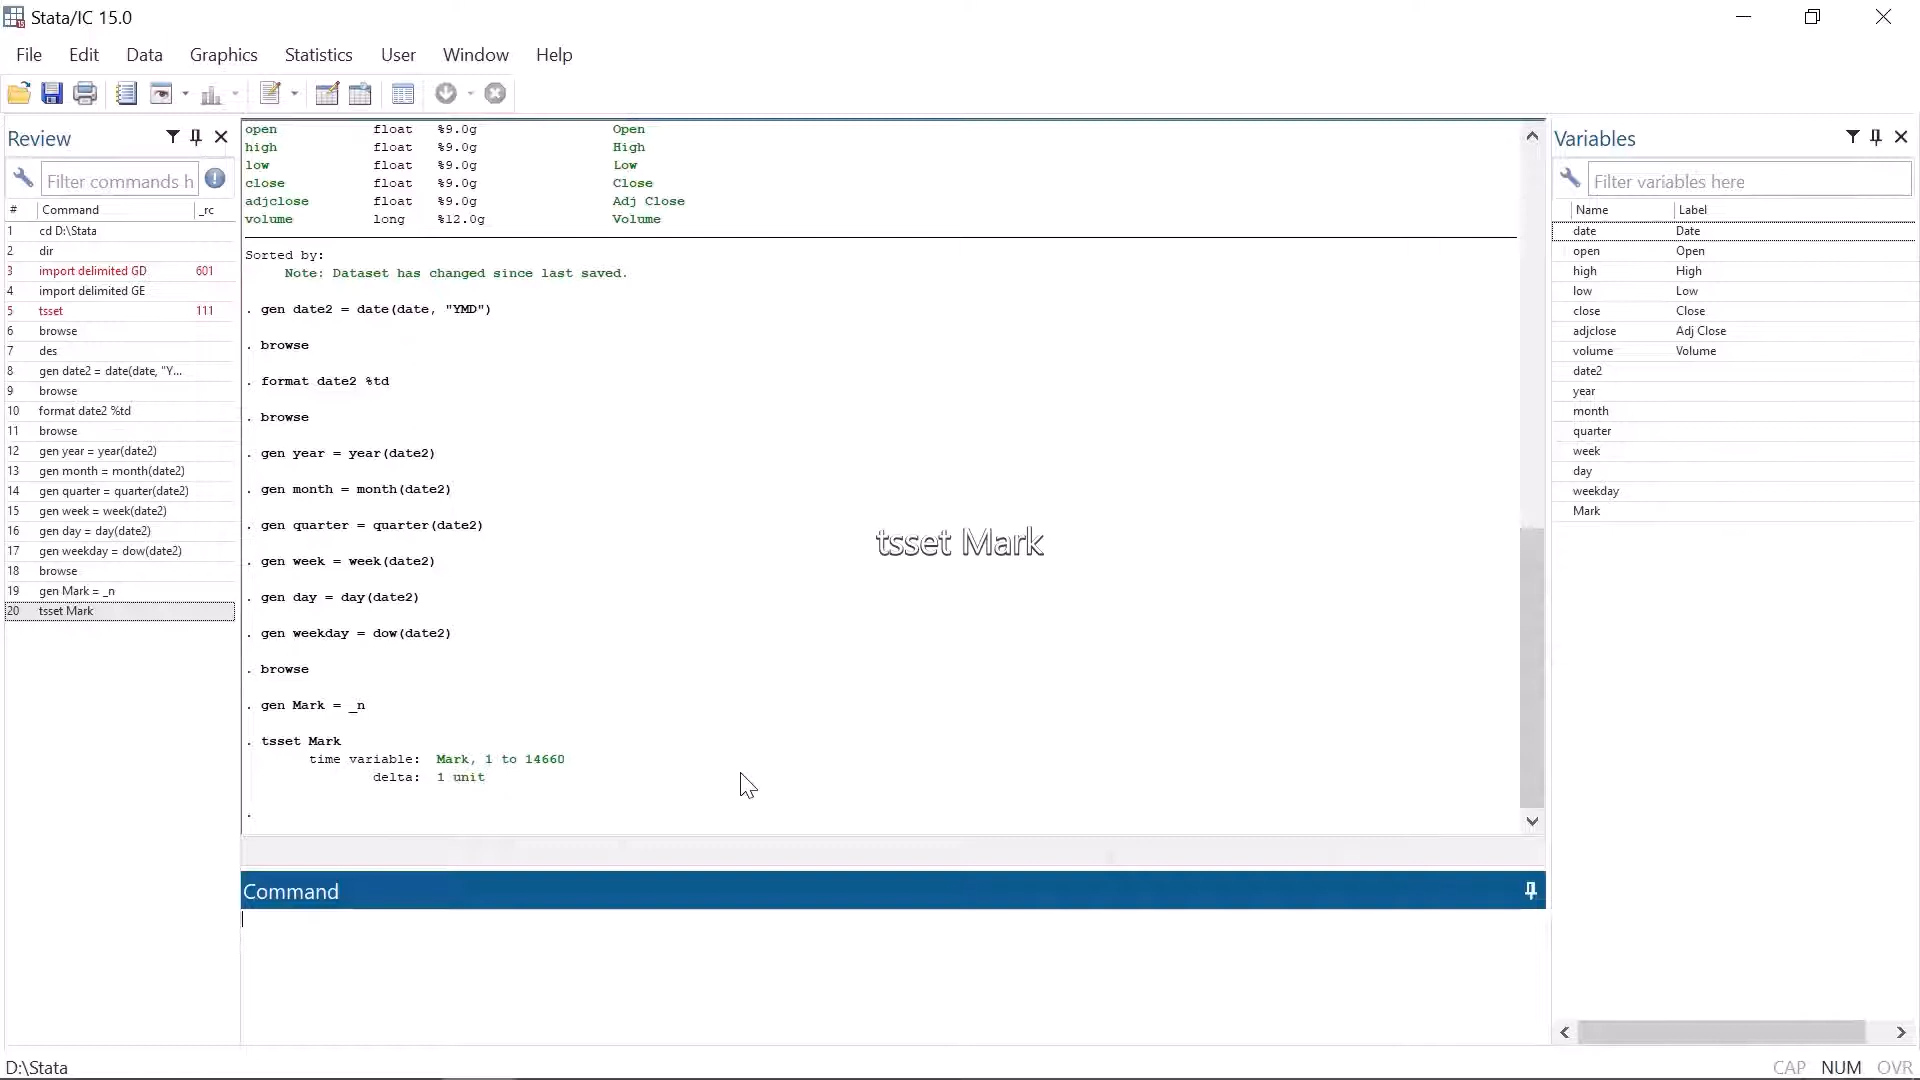 Stata/IC 15.0
File Edit Data Graphics Statistics User Window Help
Review
Filter commands h
# Command _rc
1 cd D:\Stata
2 dir
3 import delimited GD 601
4 import delimited GE
5 tsset 111
6 browse
7 des
8 gen date2 = date(date, "Y...
9 browse
10 format date2 %td
11 browse
12 gen year = year(date2)
13 gen month = month(date2)
14 gen quarter = quarter(date2)
15 gen week = week(date2)
16 gen day = day(date2)
17 gen weekday = dow(date2)
18 browse
19 gen Mark = _n
20 tsset Mark
open float %9.0g Open
high float %9.0g High
low float %9.0g Low
close float %9.0g Close
adjclose float %9.0g Adj Close
volume long %12.0g Volume
Sorted by:
Note: Dataset has changed since last saved.
. gen date2 = date(date, "YMD")
. browse
. format date2 %td
. browse
. gen year = year(date2)
. gen month = month(date2)
. gen quarter = quarter(date2)
. gen week = week(date2)
. gen day = day(date2)
. gen weekday = dow(date2)
. browse
. gen Mark = _n
. tsset Mark
time variable: Mark, 1 to 14660
delta: 1 unit
.
tsset Mark
Command
Variables
Filter variables here
Name Label
date Date
open Open
high High
low Low
close Close
adjclose Adj Close
volume Volume
date2
year
month
quarter
week
day
weekday
Mark
D:\Stata
CAP NUM OVR